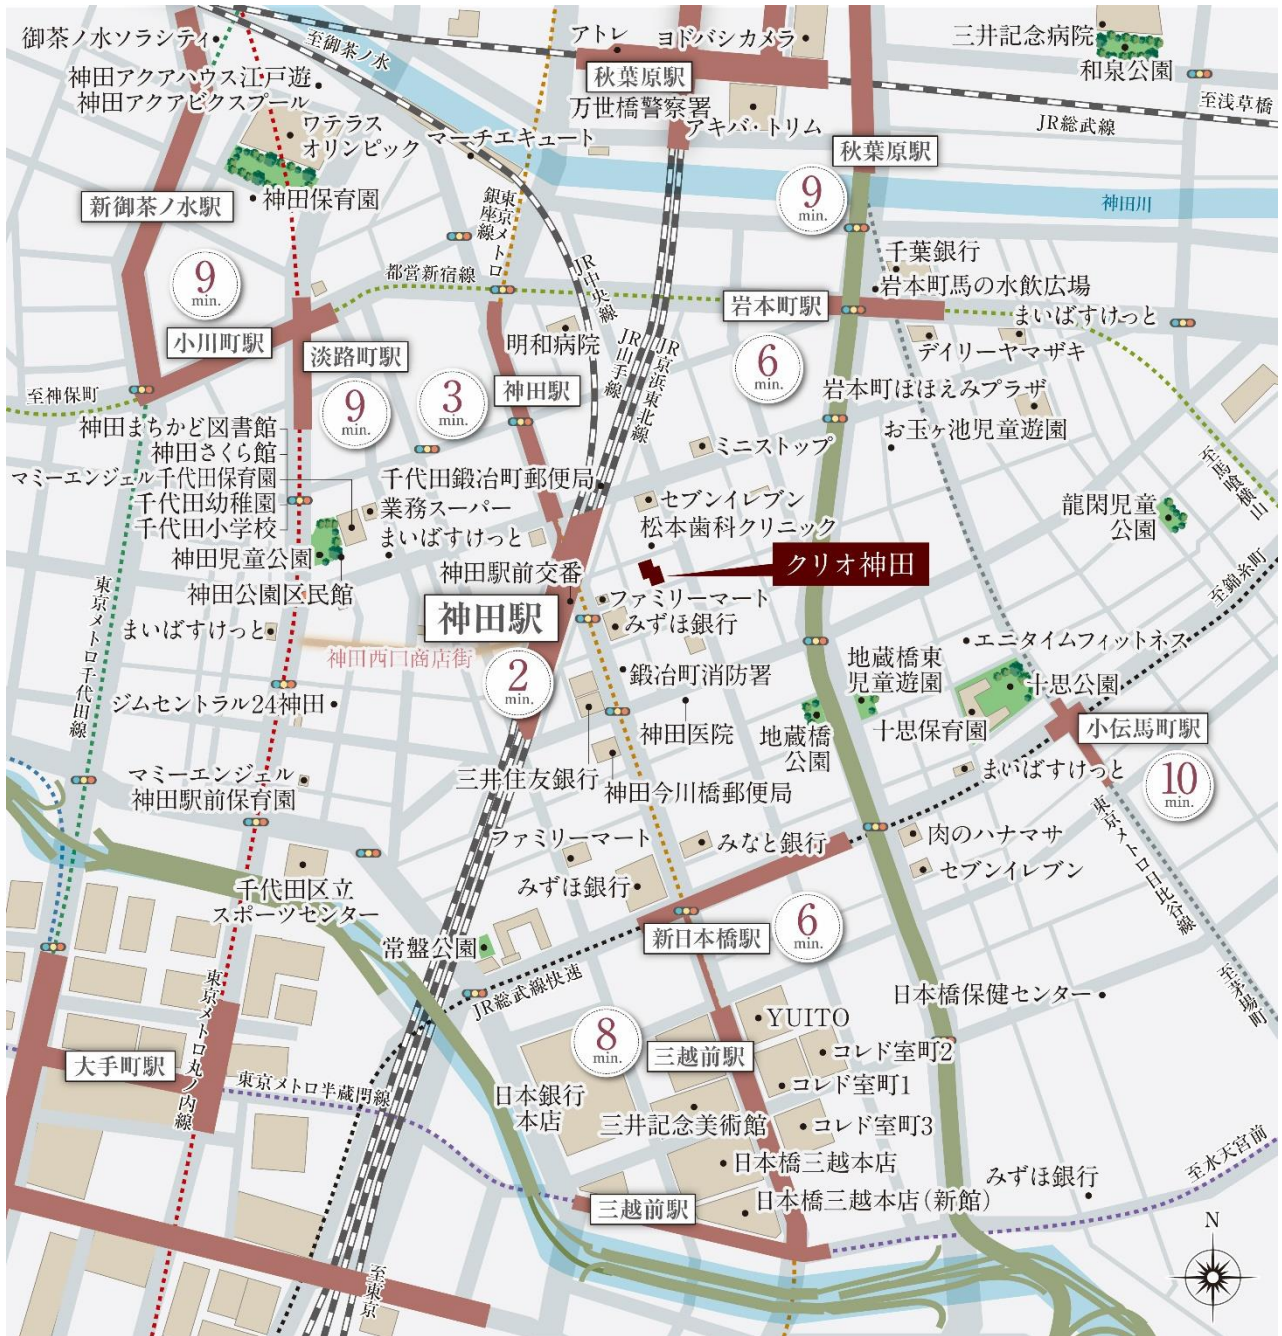 御茶ノ水ソラシティ
至御茶ノ水
アトレ
ヨドバシカメラ
三井記念病院
和泉公園
神田アクアハウス江戸遊
神田アクアビクスプール
秋葉原駅
万世橋警察署
至浅草橋
JR総武線
ワテラス
オリンピック
マーチエキュート
アキバ・トリム
秋葉原駅
神田保育園
新御茶ノ水駅
東京メトロ
銀座線
9
min.
神田川
千葉銀行
都営新宿線
JR中央線
岩本町馬の水飲広場
9
min.
岩本町駅
まいばすけっと
小川町駅
明和病院
JR山手線
JR京浜東北線
デイリーヤマザキ
淡路町駅
6
min.
至神保町
3
min.
神田駅
岩本町ほほえみプラザ
9
min.
神田まちかど図書館
お玉ヶ池児童遊園
神田さくら館
ミニストップ
至馬喰横山
マミーエンジェル千代田保育園
千代田鍛冶町郵便局
千代田幼稚園
業務スーパー
セブンイレブン
龍閑児童
公園
千代田小学校
まいばすけっと
松本歯科クリニック
神田児童公園
神田駅前交番
クリオ神田
至錦糸町
神田公園区民館
ファミリーマート
神田駅
まいばすけっと
みずほ銀行
エニタイムフィットネス
神田西口商店街
東京メトロ千代田線
2
min.
鍛冶町消防署
地蔵橋東
児童遊園
十思公園
ジムセントラル24神田
神田医院
地蔵橋
公園
十思保育園
小伝馬町駅
マミーエンジェル
神田駅前保育園
三井住友銀行
神田今川橋郵便局
まいばすけっと
10
min.
ファミリーマート
みなと銀行
肉のハナマサ
東京メトロ日比谷線
千代田区立
スポーツセンター
みずほ銀行
セブンイレブン
常盤公園
新日本橋駅
6
min.
JR総武線快速
至茅場町
東京メトロ丸ノ内線
日本橋保健センター
YUITO
8
min.
三越前駅
コレド室町2
大手町駅
東京メトロ半蔵門線
日本銀行
本店
コレド室町1
三井記念美術館
コレド室町3
日本橋三越本店
至水天宮前
みずほ銀行
日本橋三越本店(新館)
三越前駅
N
至東京